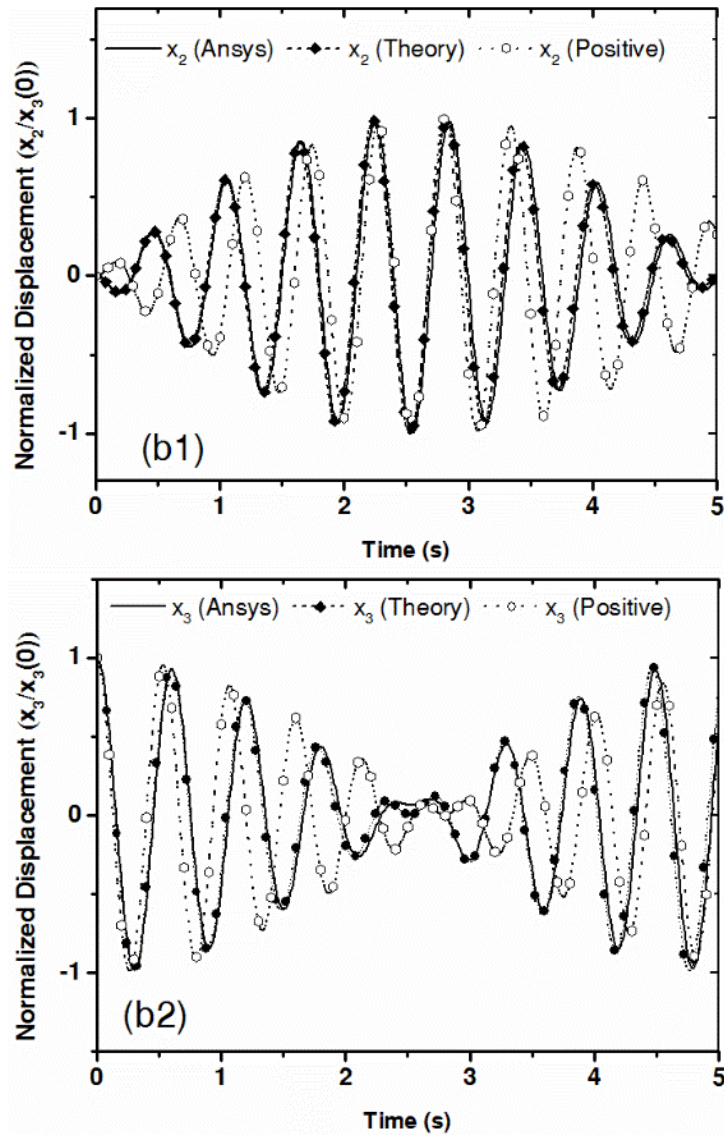 x2 (Ansys) x2 (Theory) x2 (Positive)
Normalized Displacement (x2/x3(0))
1
0
-1
(b1)
0 1 2 3 4 5
Time (s)
x3 (Ansys) x3 (Theory) x3 (Positive)
Normalized Displacement (x3/x3(0))
1
0
-1
(b2)
0 1 2 3 4 5
Time (s)